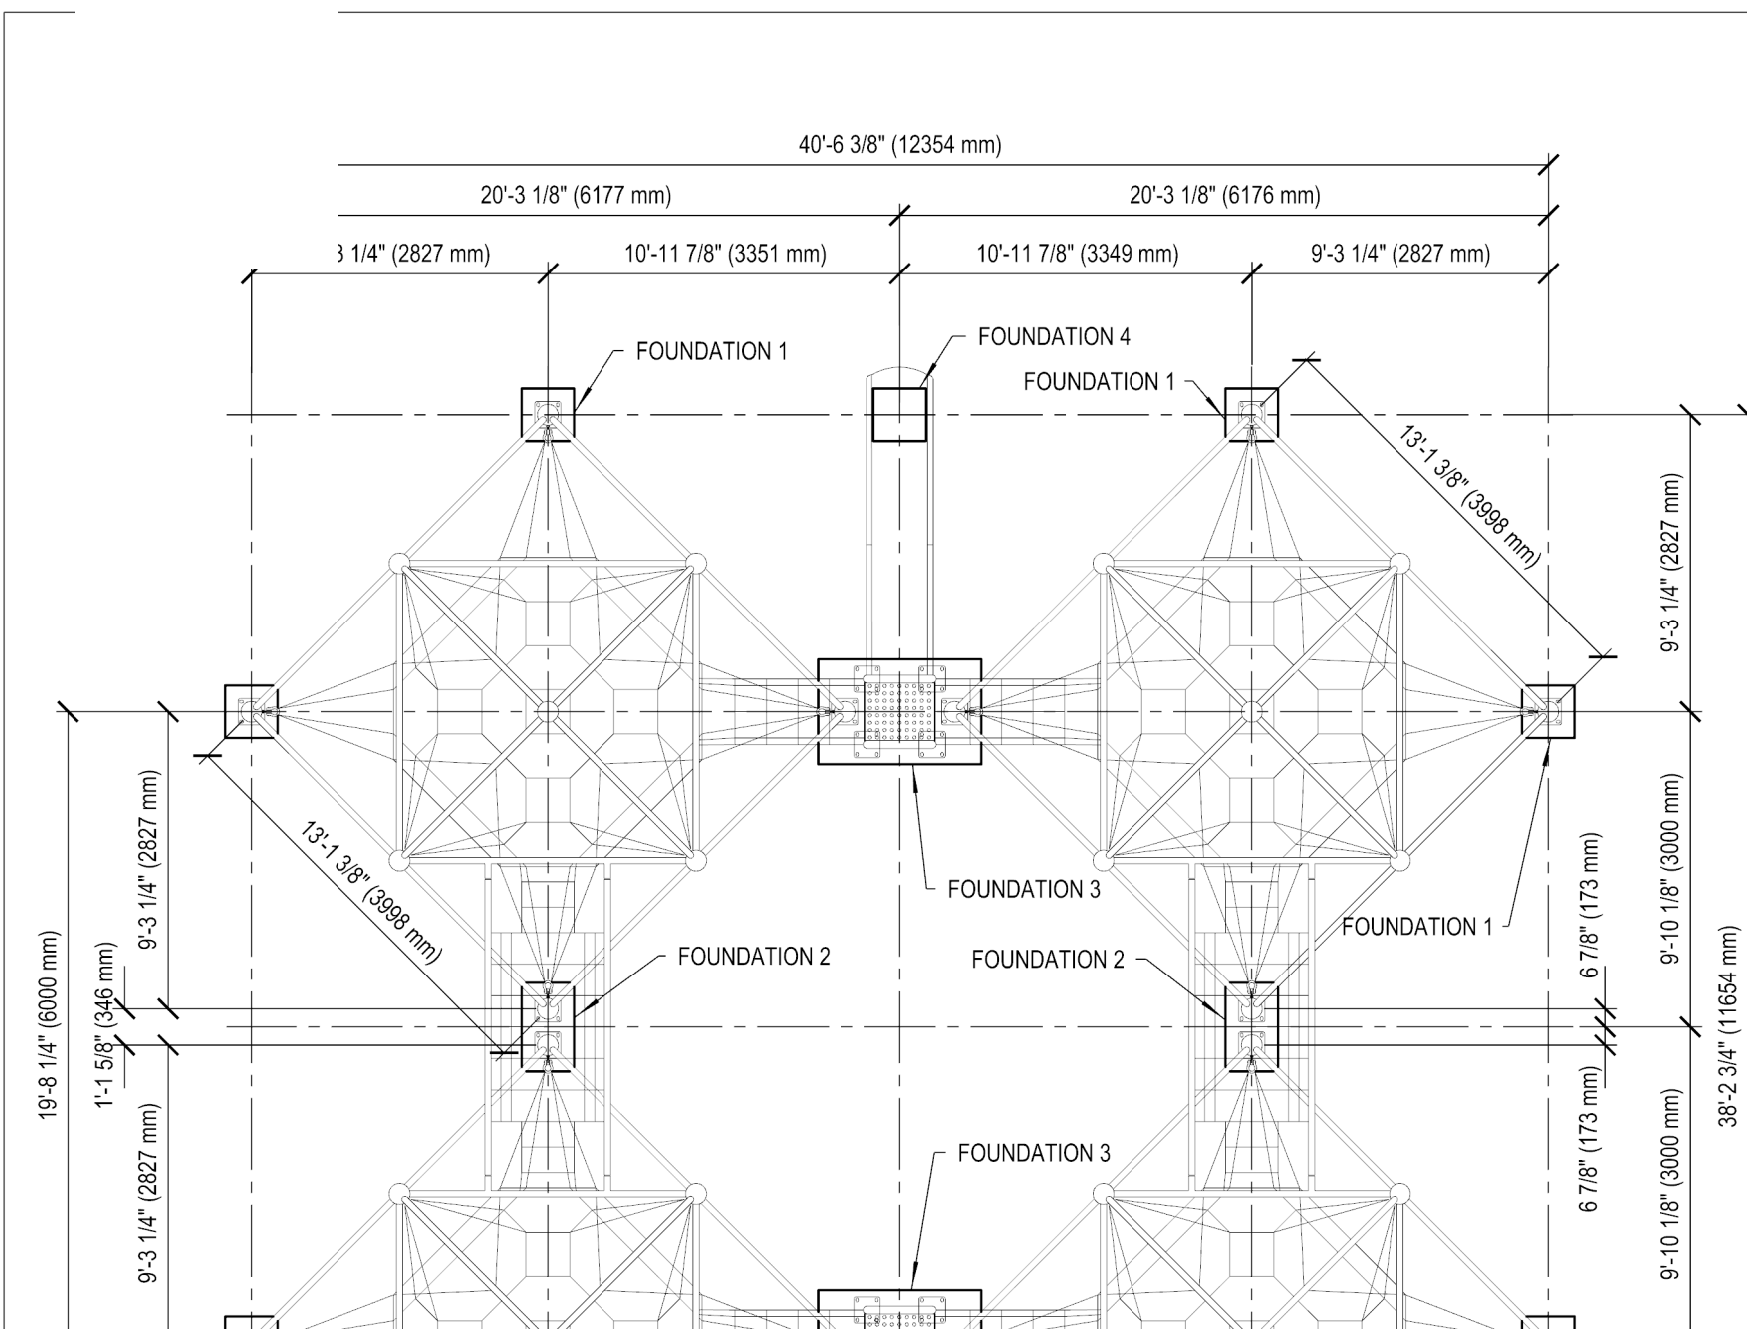 40'-6 3/8" (12354 mm)
20'-3 1/8" (6177 mm)
20'-3 1/8" (6176 mm)
3 1/4" (2827 mm)
10'-11 7/8" (3351 mm)
10'-11 7/8" (3349 mm)
9'-3 1/4" (2827 mm)
FOUNDATION 4
FOUNDATION 1
FOUNDATION 1
13'-1 3/8" (3998 mm)
9'-3 1/4" (2827 mm)
9'-3 1/4" (2827 mm)
13'-1 3/8" (3998 mm)
FOUNDATION 3
9'-10 1/8" (3000 mm)
6 7/8" (173 mm)
FOUNDATION 1
FOUNDATION 2
FOUNDATION 2
19'-8 1/4" (6000 mm)
1'-1 5/8" (346 mm)
38'-2 3/4" (11654 mm)
9'-3 1/4" (2827 mm)
FOUNDATION 3
6 7/8" (173 mm)
9'-10 1/8" (3000 mm)